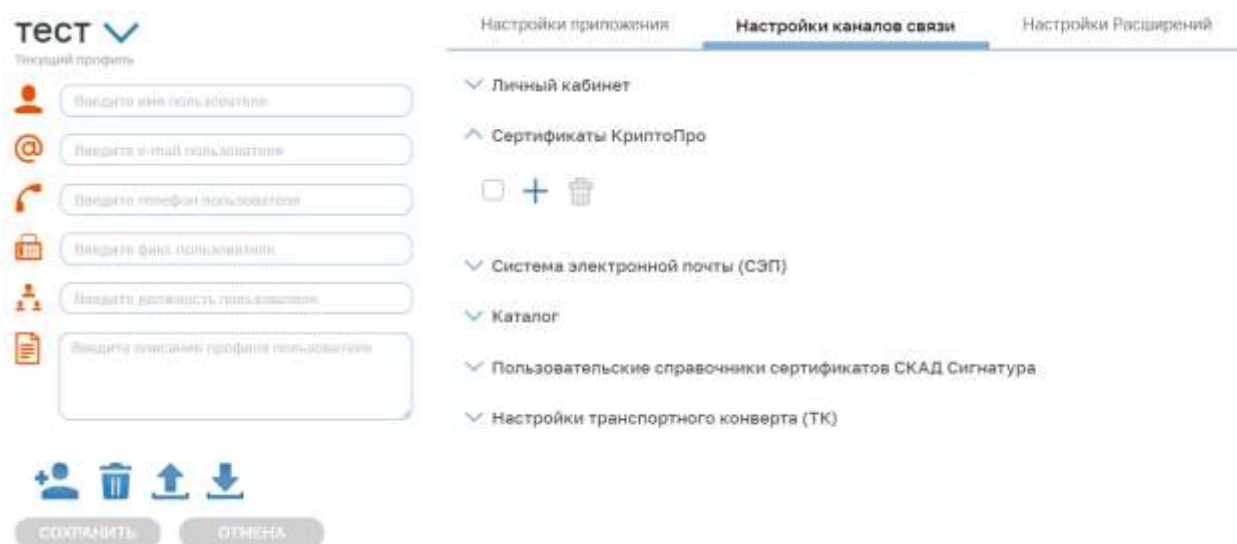 тест
Текущий профиль
Введите имя пользователя
Введите e-mail пользователя
Введите телефон пользователя
Введите факс пользователя
Введите должность пользователя
Введите описание профиля пользователя
СОХРАНИТЬ
ОТМЕНА
Настройки приложения
Настройки каналов связи
Настройки Расширений
Личный кабинет
Сертификаты КриптоПро
Система электронной почты (СЭП)
Каталог
Пользовательские справочники сертификатов СКАД Сигнатура
Настройки транспортного конверта (ТК)